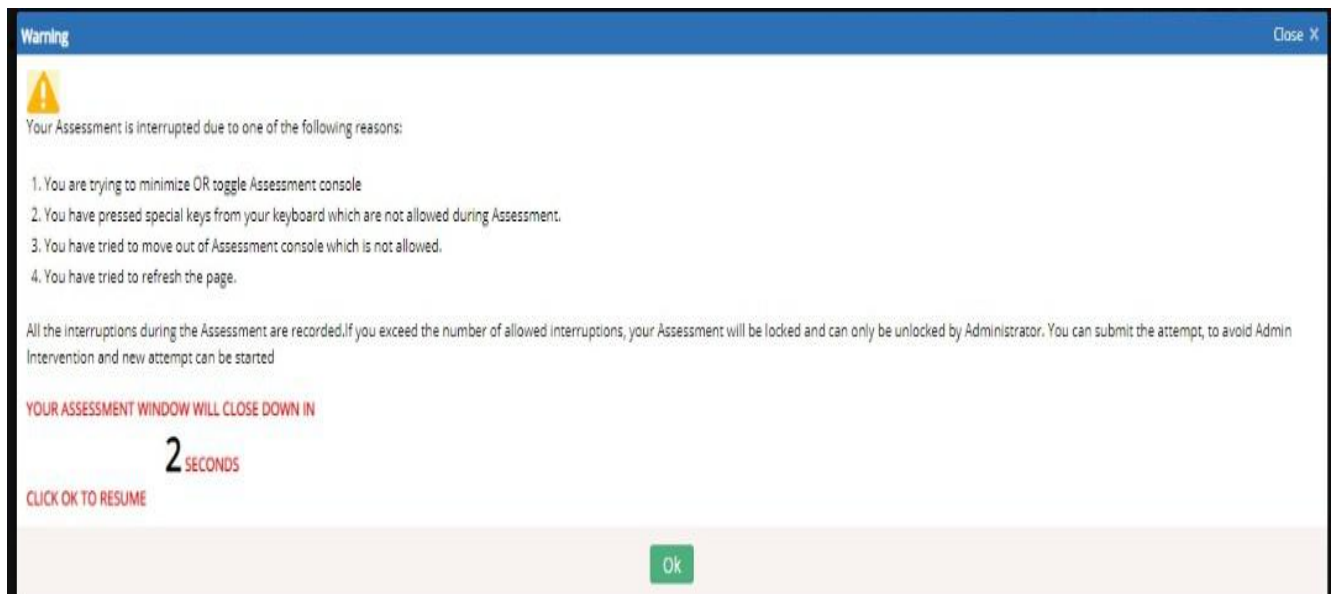 Warning
Close X
Your Assessment is interrupted due to one of the following reasons:
1. You are trying to minimize OR toggle Assessment console
2. You have pressed special keys from your keyboard which are not allowed during Assessment.
3. You have tried to move out of Assessment console which is not allowed.
4. You have tried to refresh the page.
All the interruptions during the Assessment are recorded.If you exceed the number of allowed interruptions, your Assessment will be locked and can only be unlocked by Administrator. You can submit the attempt, to avoid Admin
Intervention and new attempt can be started
YOUR ASSESSMENT WINDOW WILL CLOSE DOWN IN
2 SECONDS
CLICK OK TO RESUME
Ok